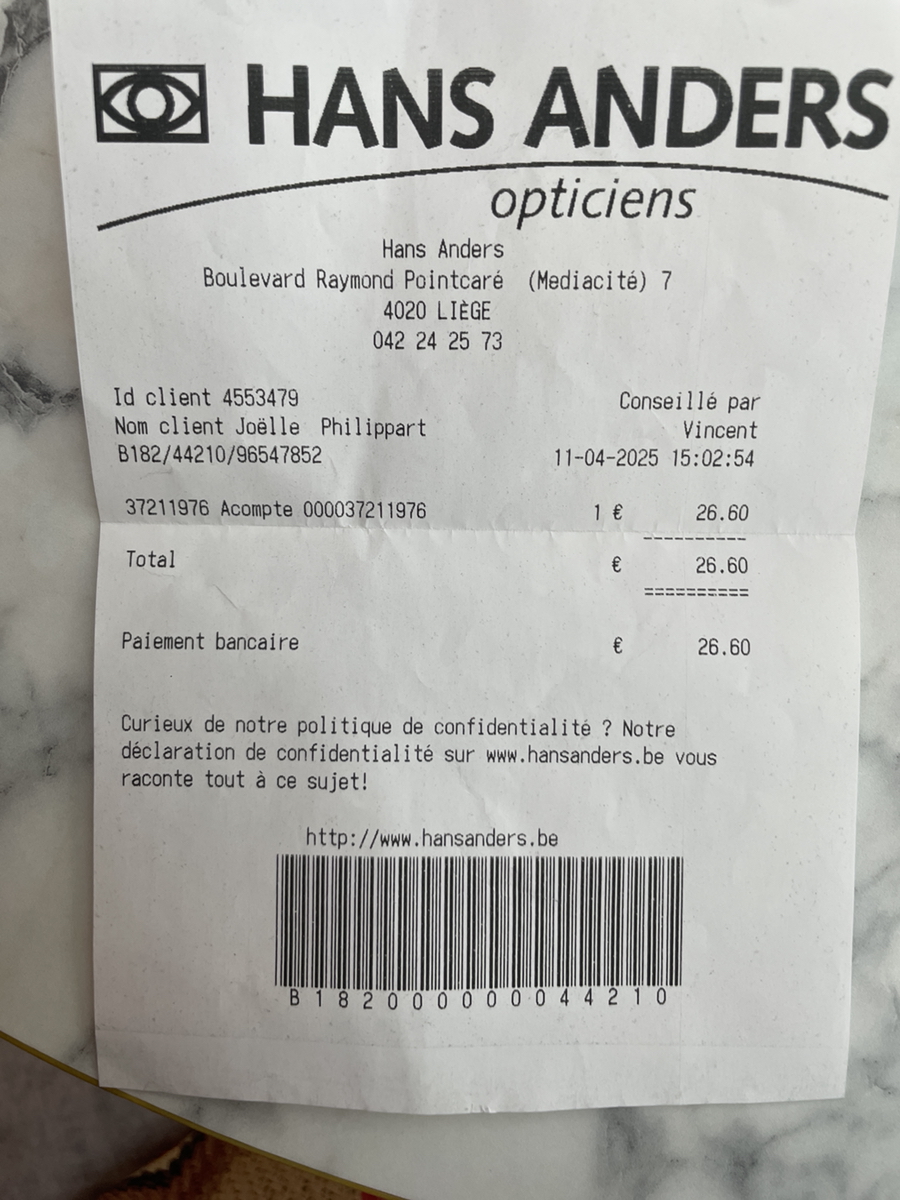 HANS ANDERS
opticiens
Hans Anders
Boulevard Raymond Pointcaré (Mediacité) 7
4020 LIÈGE
042 24 25 73
Id client 4553479 Conseillé par
Nom client Joëlle Philippart Vincent
B182/44210/96547852 11-04-2025 15:02:54
37211976 Acompte 000037211976 1 € 26.60
----------
Total € 26.60
==========
Paiement bancaire € 26.60
Curieux de notre politique de confidentialité ? Notre
déclaration de confidentialité sur www.hansanders.be vous
raconte tout à ce sujet!
http://www.hansanders.be
B182000000044210